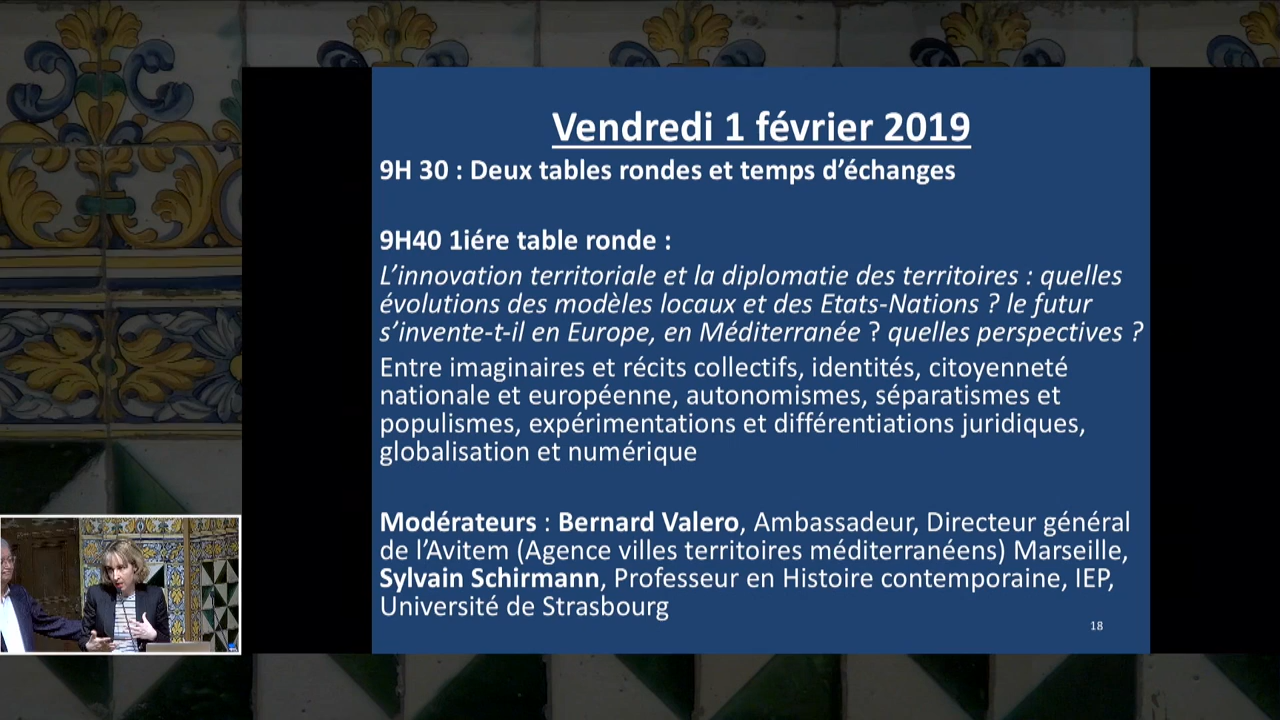 Vendredi 1 février 2019
9H 30 : Deux tables rondes et temps d’échanges
9H40 1iére table ronde :
L’innovation territoriale et la diplomatie des territoires : quelles
évolutions des modèles locaux et des Etats-Nations ? le futur
s’invente-t-il en Europe, en Méditerranée ? quelles perspectives ?
Entre imaginaires et récits collectifs, identités, citoyenneté
nationale et européenne, autonomismes, séparatismes et
populismes, expérimentations et différentiations juridiques,
globalisation et numérique
Modérateurs : Bernard Valero, Ambassadeur, Directeur général
de l’Avitem (Agence villes territoires méditerranéens) Marseille,
Sylvain Schirmann, Professeur en Histoire contemporaine, IEP,
Université de Strasbourg
18